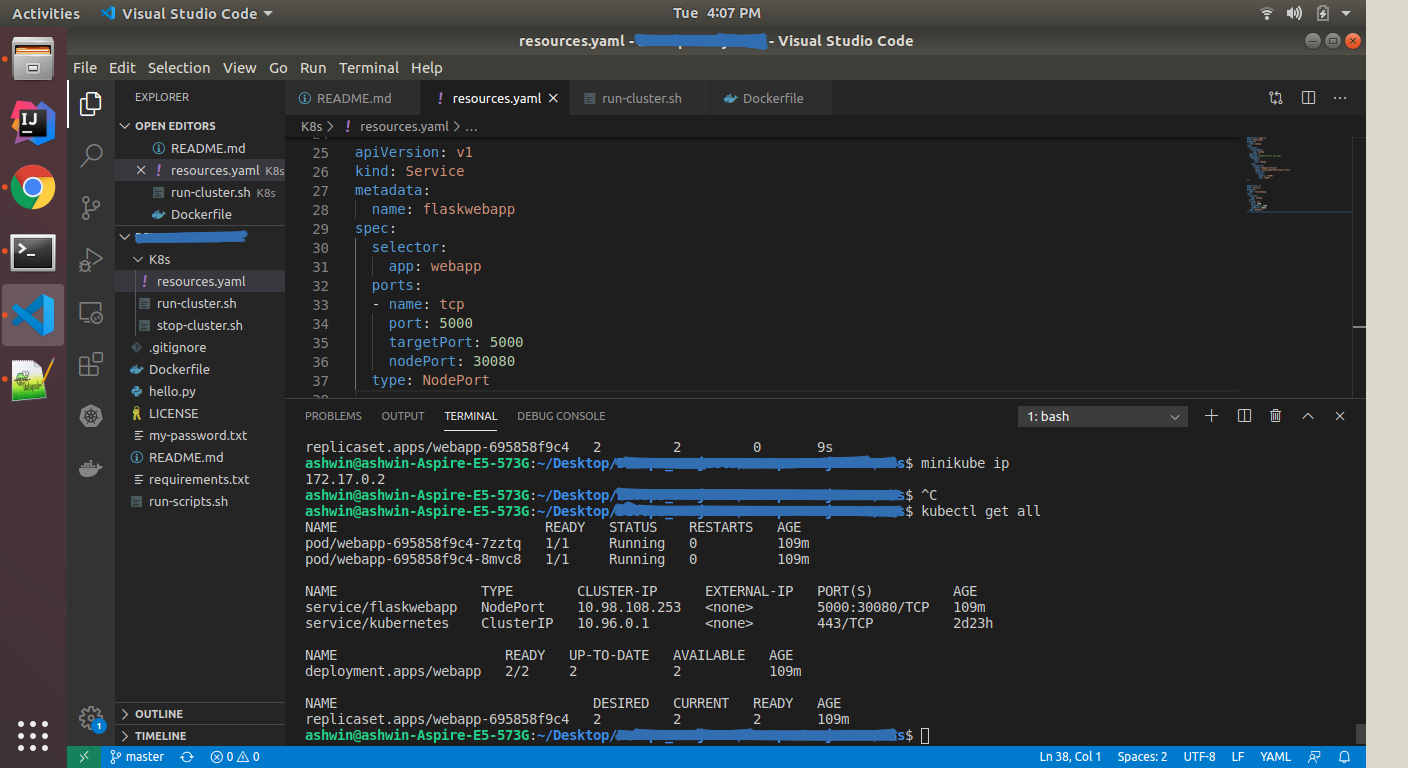 Activities Visual Studio Code Tue 4:07 PM
resources.yaml - - Visual Studio Code
File Edit Selection View Go Run Terminal Help
EXPLORER
OPEN EDITORS
README.md
resources.yaml K8s
run-cluster.sh K8s
Dockerfile
K8s
resources.yaml
run-cluster.sh
stop-cluster.sh
.gitignore
Dockerfile
hello.py
LICENSE
my-password.txt
README.md
requirements.txt
run-scripts.sh
OUTLINE
TIMELINE
README.md resources.yaml run-cluster.sh Dockerfile
K8s > resources.yaml > ...
25 apiVersion: v1
26 kind: Service
27 metadata:
28 name: flaskwebapp
29 spec:
30 selector:
31 app: webapp
32 ports:
33 - name: tcp
34 port: 5000
35 targetPort: 5000
36 nodePort: 30080
37 type: NodePort
PROBLEMS OUTPUT TERMINAL DEBUG CONSOLE 1: bash
replicaset.apps/webapp-695858f9c4 2 2 0 9s
ashwin@ashwin-Aspire-E5-573G:~/Desktop/ s$ minikube ip
172.17.0.2
ashwin@ashwin-Aspire-E5-573G:~/Desktop/ s$ ^C
ashwin@ashwin-Aspire-E5-573G:~/Desktop/ s$ kubectl get all
NAME READY STATUS RESTARTS AGE
pod/webapp-695858f9c4-7zztq 1/1 Running 0 109m
pod/webapp-695858f9c4-8mvc8 1/1 Running 0 109m
NAME TYPE CLUSTER-IP EXTERNAL-IP PORT(S) AGE
service/flaskwebapp NodePort 10.98.108.253 <none> 5000:30080/TCP 109m
service/kubernetes ClusterIP 10.96.0.1 <none> 443/TCP 2d23h
NAME READY UP-TO-DATE AVAILABLE AGE
deployment.apps/webapp 2/2 2 2 109m
NAME DESIRED CURRENT READY AGE
replicaset.apps/webapp-695858f9c4 2 2 2 109m
ashwin@ashwin-Aspire-E5-573G:~/Desktop/ s$
master 0 0 Ln 38, Col 1 Spaces: 2 UTF-8 LF YAML